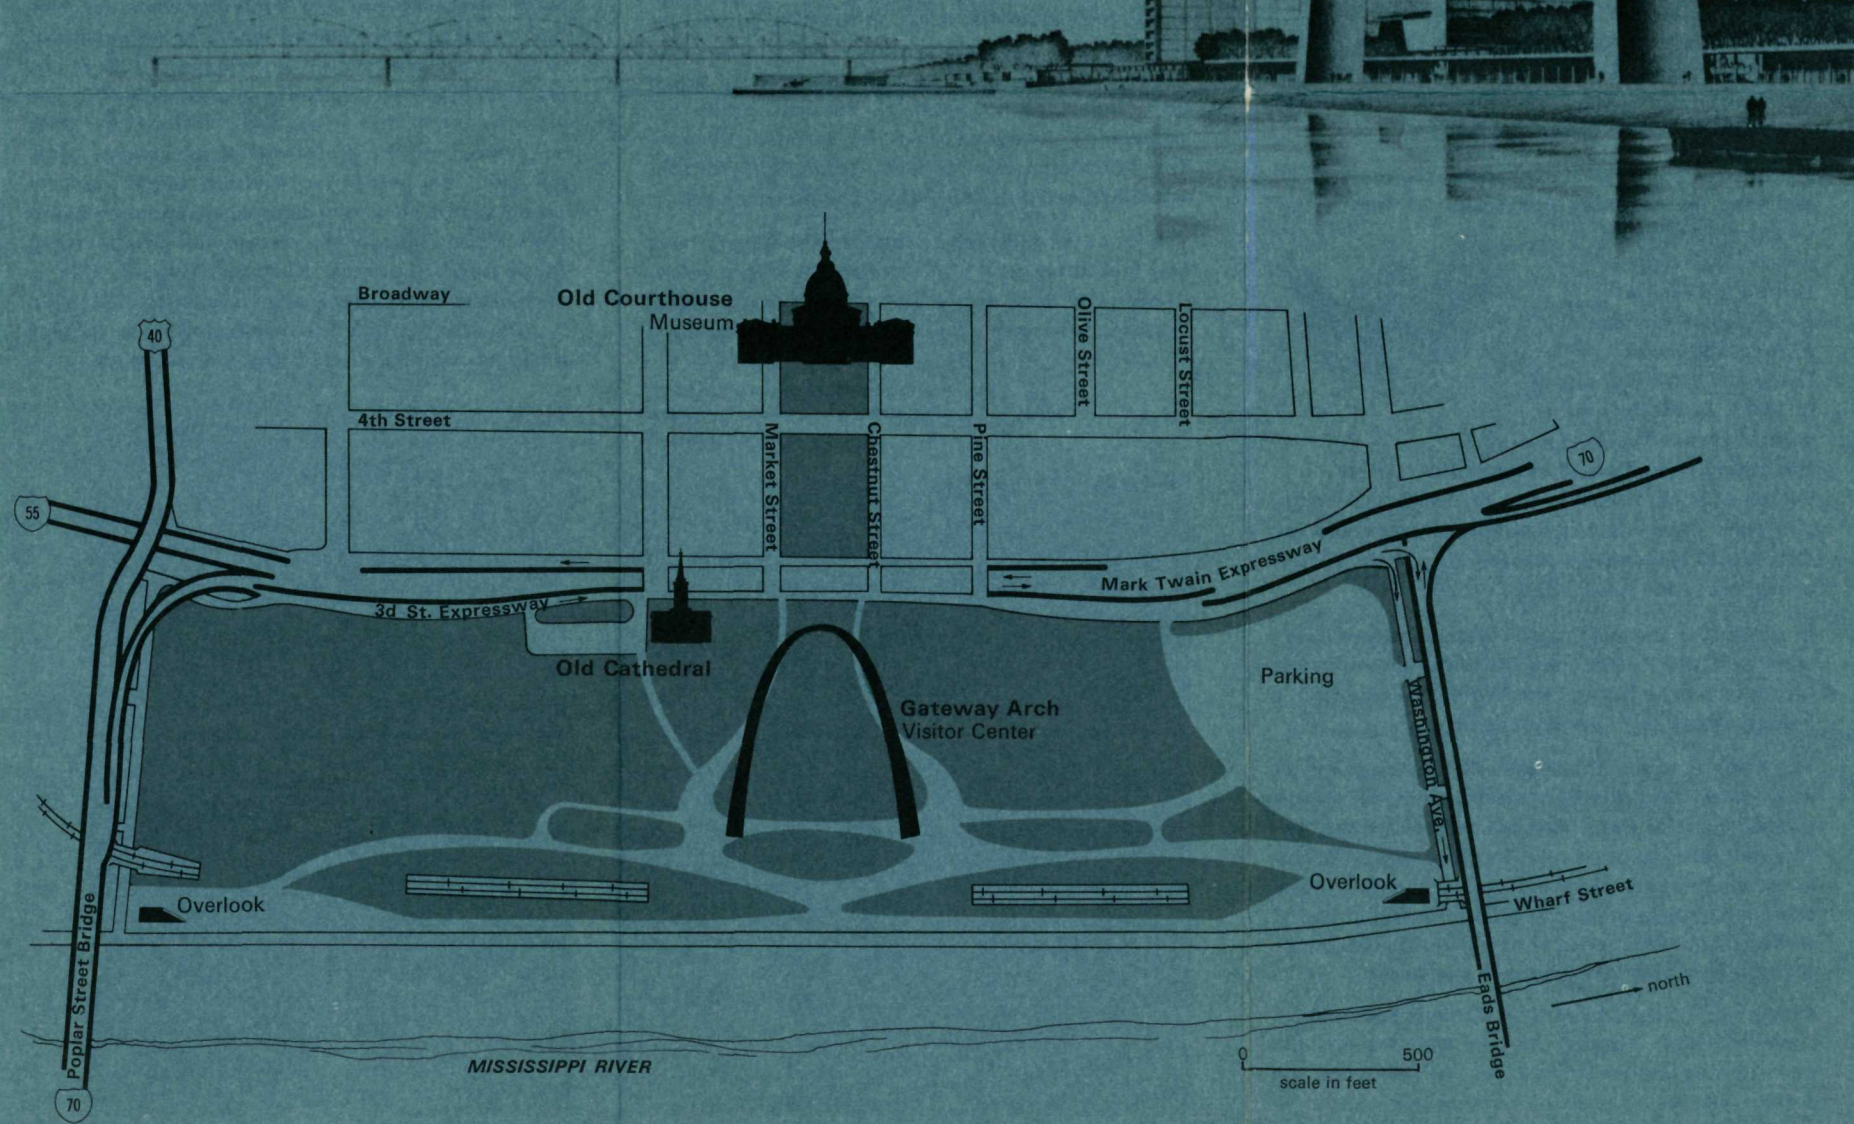 Broadway
Old Courthouse
Museum
Olive Street
Locust Street
40
4th Street
Market Street
Chestnut Street
Pine Street
70
55
Mark Twain Expressway
3d St. Expressway
Old Cathedral
Parking
Gateway Arch
Visitor Center
Washington Ave.
Overlook
Overlook
Wharf Street
Poplar Street Bridge
Eads Bridge
north
MISSISSIPPI RIVER
0 500
scale in feet
70